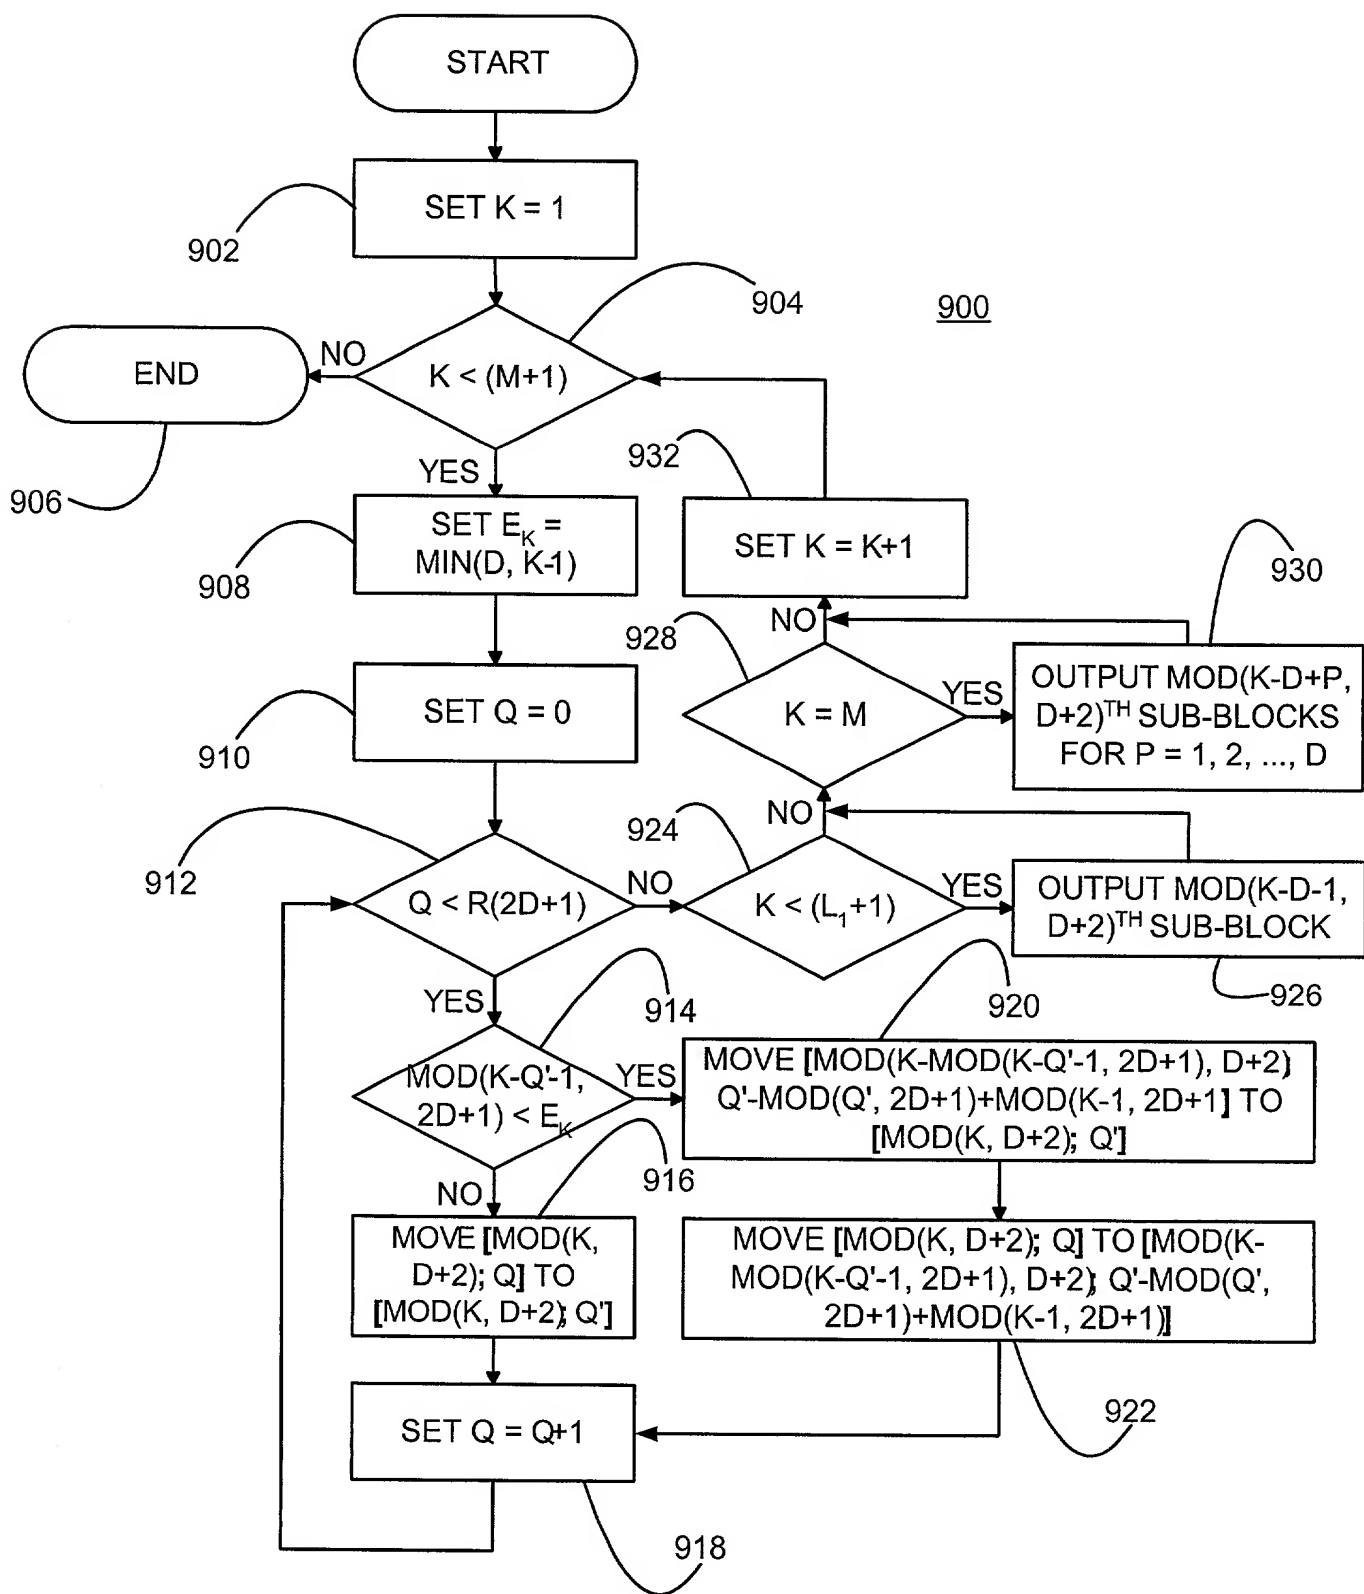 START
SET K = 1
902
904
900
K < (M+1)
NO
END
906
YES
932
SET E_K =
MIN(D, K-1)
908
SET K = K+1
930
NO
928
SET Q = 0
910
K = M
YES
OUTPUT MOD(K-D+P,
D+2)^TH SUB-BLOCKS
FOR P = 1, 2, ..., D
NO
924
912
Q < R(2D+1)
NO
K < (L_1+1)
YES
OUTPUT MOD(K-D-1,
D+2)^TH SUB-BLOCK
926
YES
914
920
MOD(K-Q'-1,
2D+1) < E_K
YES
MOVE [MOD(K-MOD(K-Q'-1, 2D+1), D+2);
Q'-MOD(Q', 2D+1)+MOD(K-1, 2D+1] TO
[MOD(K, D+2); Q']
916
NO
MOVE [MOD(K,
D+2); Q] TO
[MOD(K, D+2); Q']
MOVE [MOD(K, D+2); Q] TO [MOD(K-
MOD(K-Q'-1, 2D+1), D+2); Q'-MOD(Q',
2D+1)+MOD(K-1, 2D+1)]
922
SET Q = Q+1
918